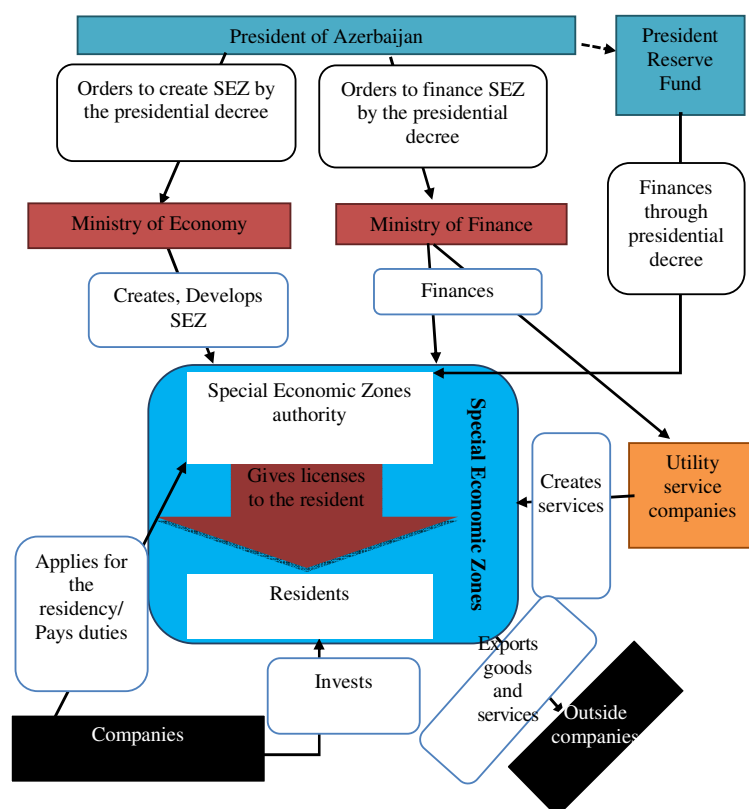 President of Azerbaijan
President
Reserve
Fund
Orders to create SEZ by
the presidential decree
Orders to finance SEZ
by the presidential
decree
Finances
through
presidential
decree
Ministry of Economy
Ministry of Finance
Creates, Develops
SEZ
Finances
Special Economic Zones
authority
Special Economic Zones
Gives licenses
to the resident
Creates
services
Utility
service
companies
Applies for
the
residency/
Pays duties
Residents
Invests
Exports
goods
and
services
Outside
companies
Companies